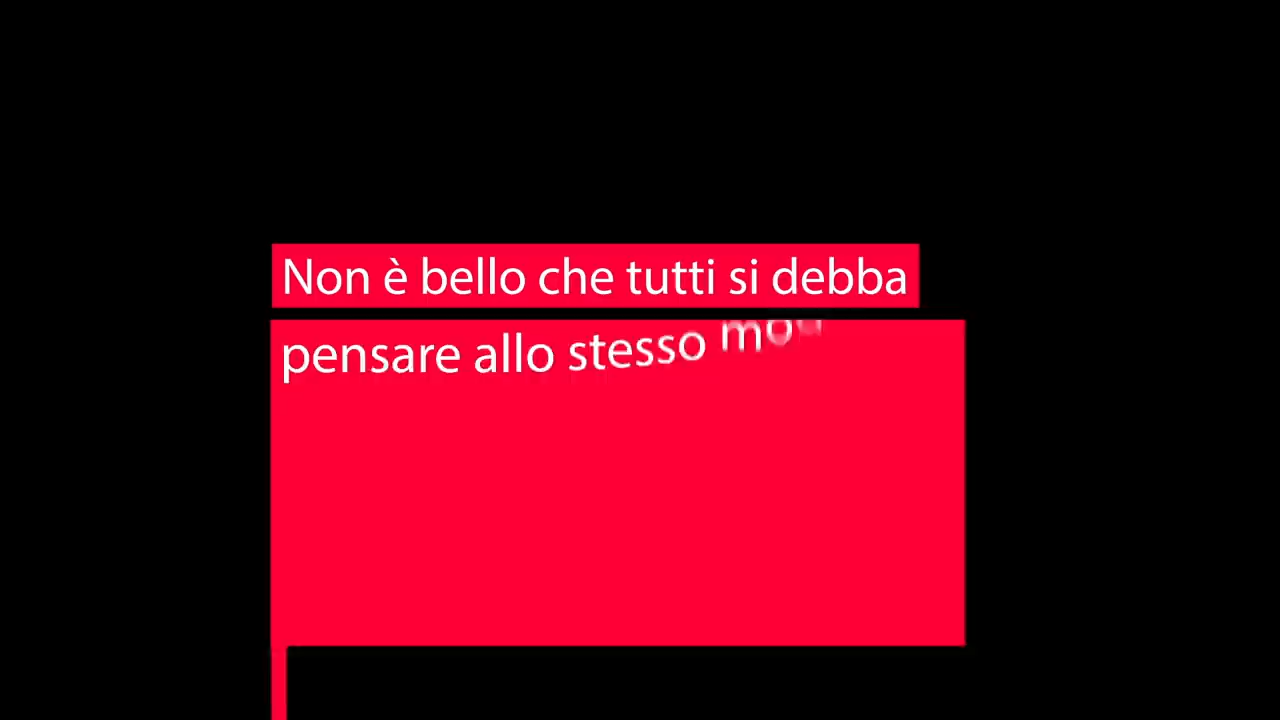 Non è bello che tutti si debba
pensare allo stesso